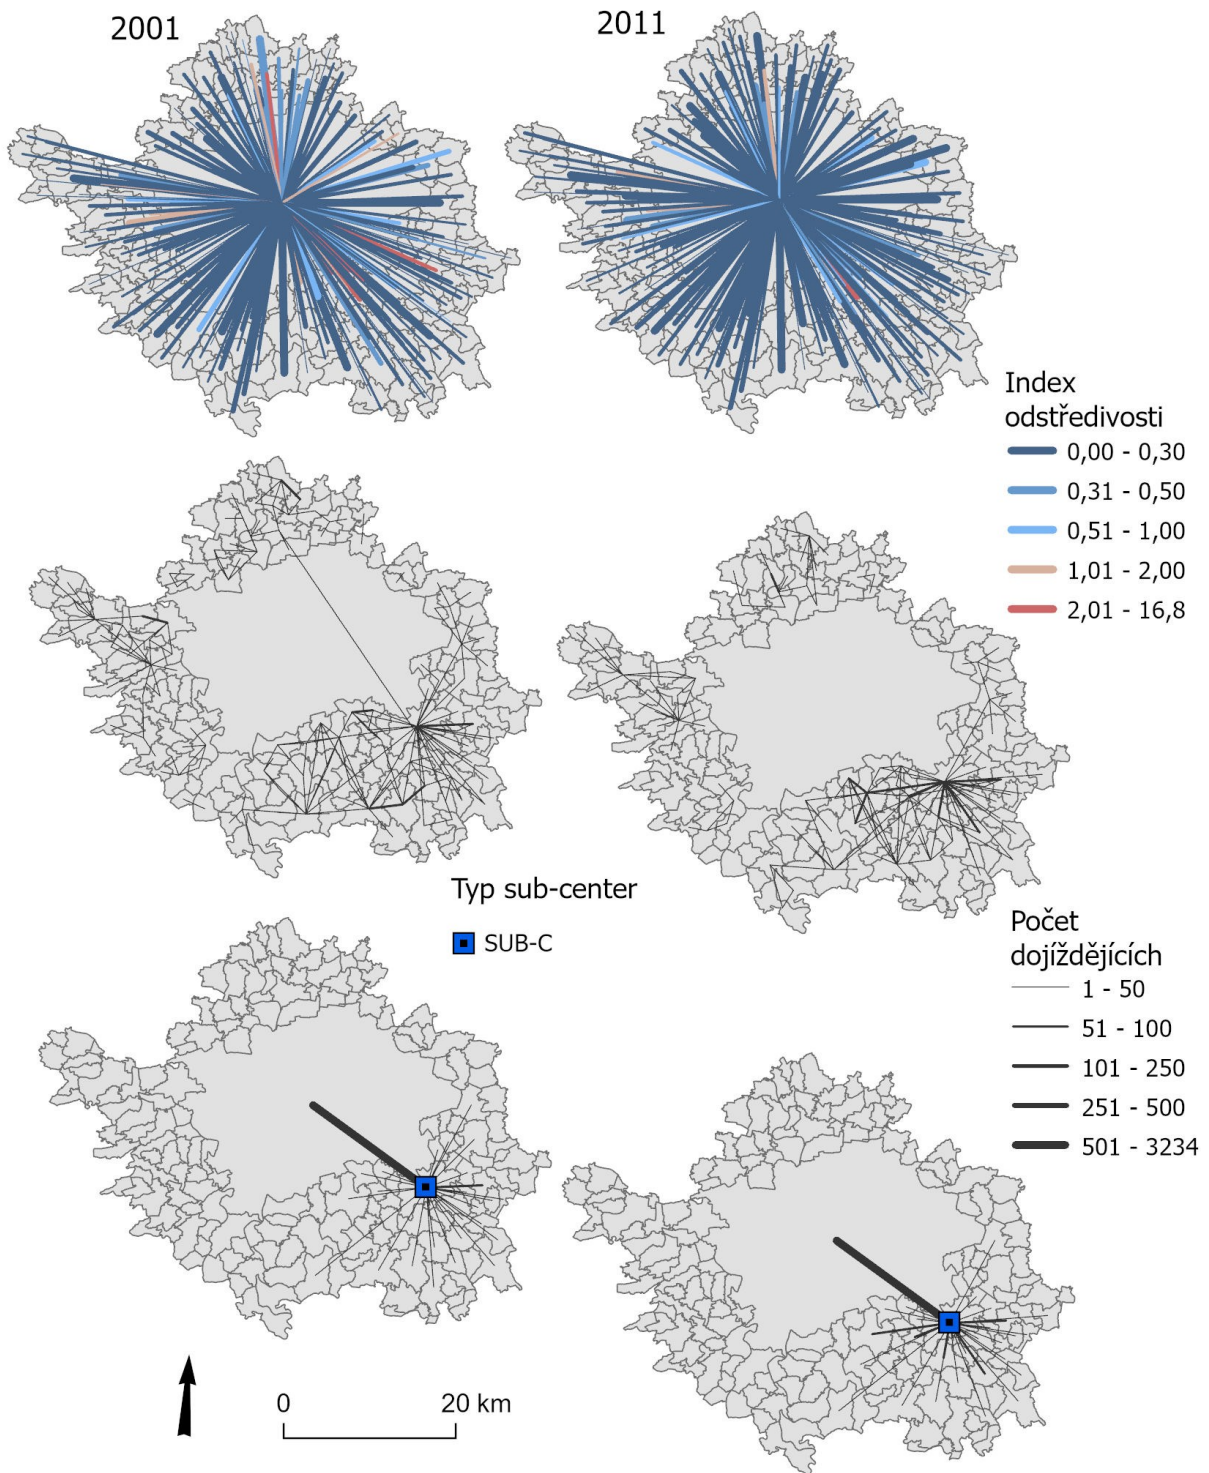 2001
2011
Index
odstředivosti
0,00 - 0,30
0,31 - 0,50
0,51 - 1,00
1,01 - 2,00
2,01 - 16,8
Typ sub-center
SUB-C
Počet
dojíždějících
1 - 50
51 - 100
101 - 250
251 - 500
501 - 3234
0 20 km